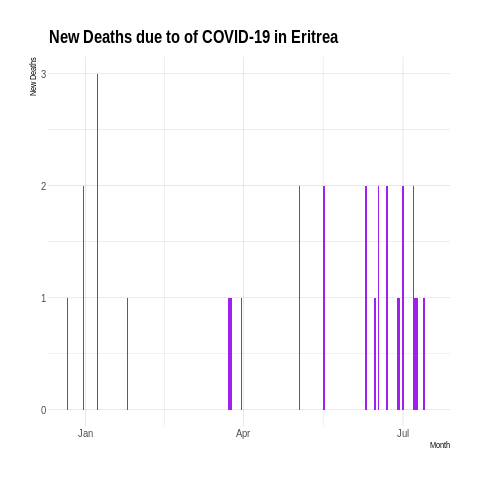 New Deaths due to of COVID-19 in Eritrea
New Deaths
3
2
1
0
Jan
Apr
Jul
Month